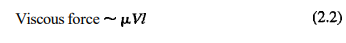 Viscous force ~ μVl (2.2)